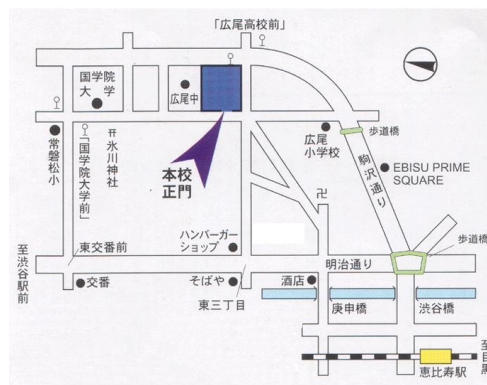 「広尾高校前」
国学院
大 学
広尾中
常磐松小
「国学院大学前」
氷川神社
本校
正門
広尾
小学校
歩道橋
駒沢通り
EBISU PRIME
SQUARE
卍
ハンバーガー
ショップ
歩道橋
至渋谷駅前
東交番前
明治通り
交番
そばや
酒店
東三丁目
庚申橋
渋谷橋
至目黒
恵比寿駅